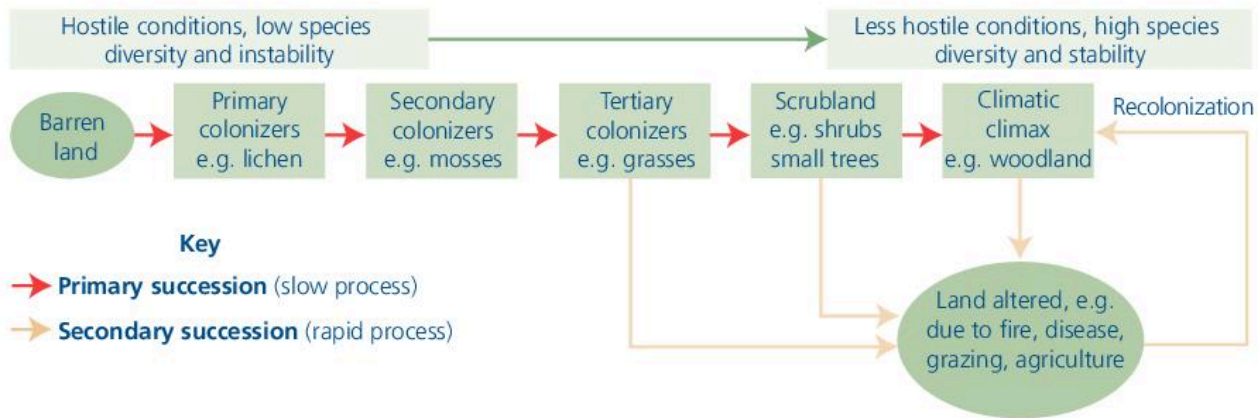 Hostile conditions, low species
diversity and instability
Less hostile conditions, high species
diversity and stability
Barren
land
Primary
colonizers
e.g. lichen
Secondary
colonizers
e.g. mosses
Tertiary
colonizers
e.g. grasses
Scrubland
e.g. shrubs
small trees
Climatic
climax
e.g. woodland
Recolonization
Key
Primary succession (slow process)
Secondary succession (rapid process)
Land altered, e.g.
due to fire, disease,
grazing, agriculture